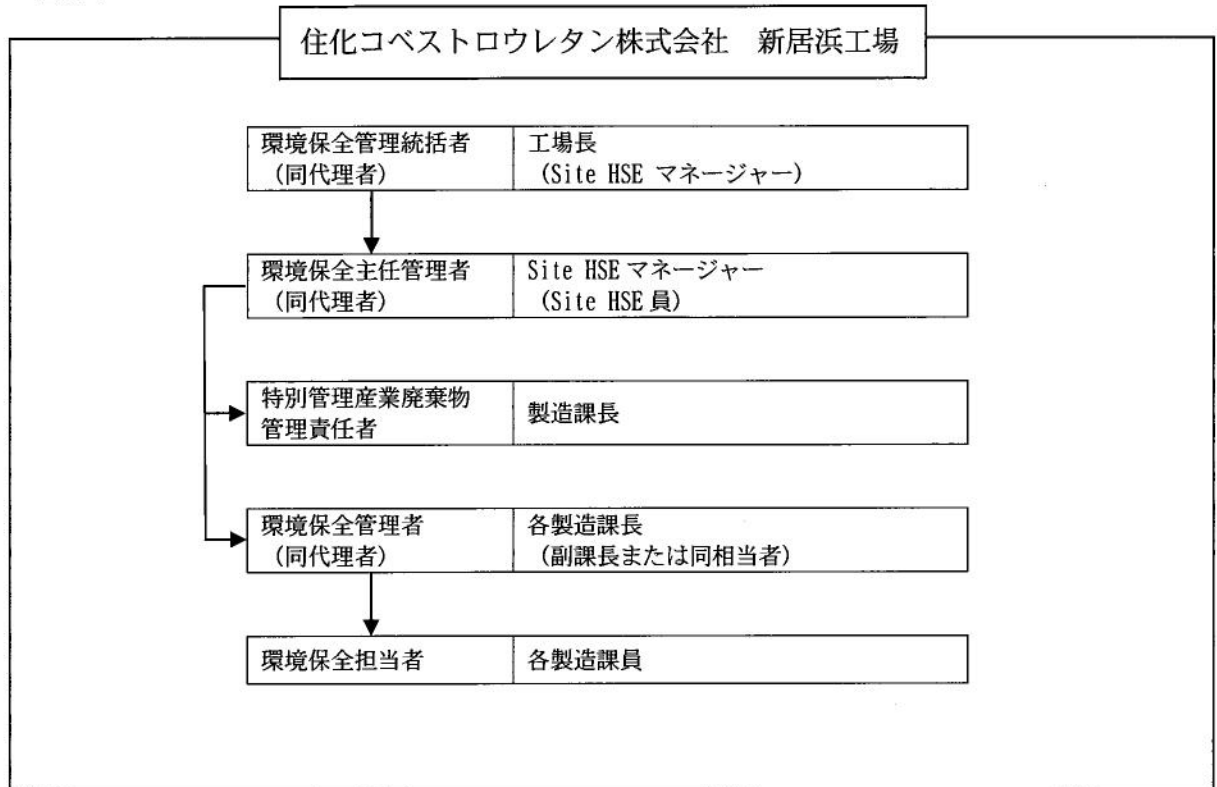 住化コベストロウレタン株式会社　新居浜工場
環境保全管理統括者
（同代理者）
工場長
（Site HSE マネージャー）
環境保全主任管理者
（同代理者）
Site HSE マネージャー
（Site HSE 員）
特別管理産業廃棄物
管理責任者
製造課長
環境保全管理者
（同代理者）
各製造課長
（副課長または同相当者）
環境保全担当者
各製造課員